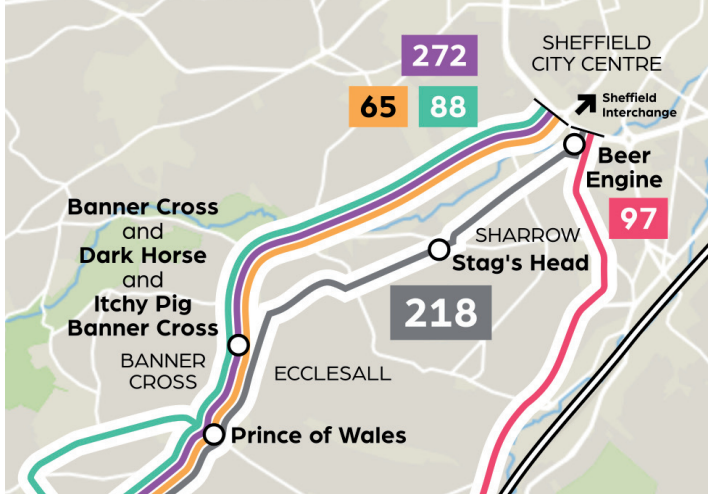 272
SHEFFIELD
CITY CENTRE
65
88
Sheffield
Interchange
Beer
Engine
97
Banner Cross
and
Dark Horse
and
Itchy Pig
Banner Cross
SHARROW
Stag's Head
218
BANNER
CROSS
ECCLESALL
Prince of Wales